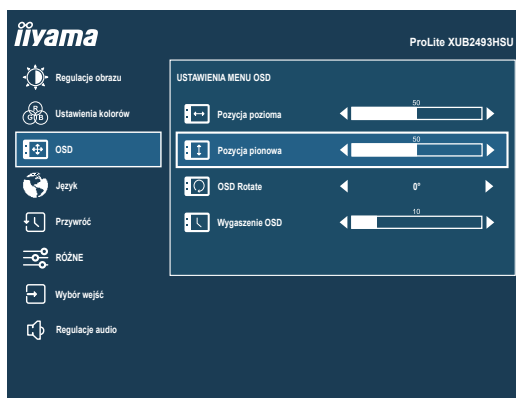 iiyama
ProLite XUB2493HSU
Regulacje obrazu
Ustawienia kolorów
R
G B
OSD
Język
Przywróć
RÓŻNE
Wybór wejść
Regulacje audio
USTAWIENIA MENU OSD
Pozycja pozioma
50
Pozycja pionowa
50
OSD Rotate
0°
Wygaszenie OSD
10